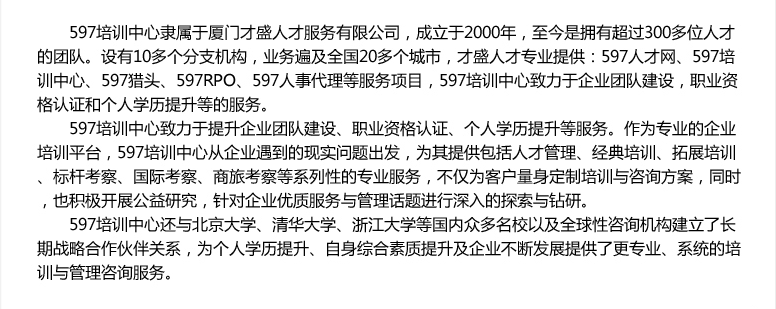 597培训中心隶属于厦门才盛人才服务有限公司，成立于2000年，至今是拥有超过300多位人才
的团队。设有10多个分支机构，业务遍及全国20多个城市，才盛人才专业提供：597人才网、597培
训中心、597猎头、597RPO、597人事代理等服务项目，597培训中心致力于企业团队建设，职业资
格认证和个人学历提升等的服务。
597培训中心致力于提升企业团队建设、职业资格认证、个人学历提升等服务。作为专业的企业
培训平台，597培训中心从企业遇到的现实问题出发，为其提供包括人才管理、经典培训、拓展培训
、标杆考察、国际考察、商旅考察等系列性的专业服务，不仅为客户量身定制培训与咨询方案，同时
，也积极开展公益研究，针对企业优质服务与管理话题进行深入的探索与钻研。
597培训中心还与北京大学、清华大学、浙江大学等国内众多名校以及全球性咨询机构建立了长
期战略合作伙伴关系，为个人学历提升、自身综合素质提升及企业不断发展提供了更专业、系统的培
训与管理咨询服务。